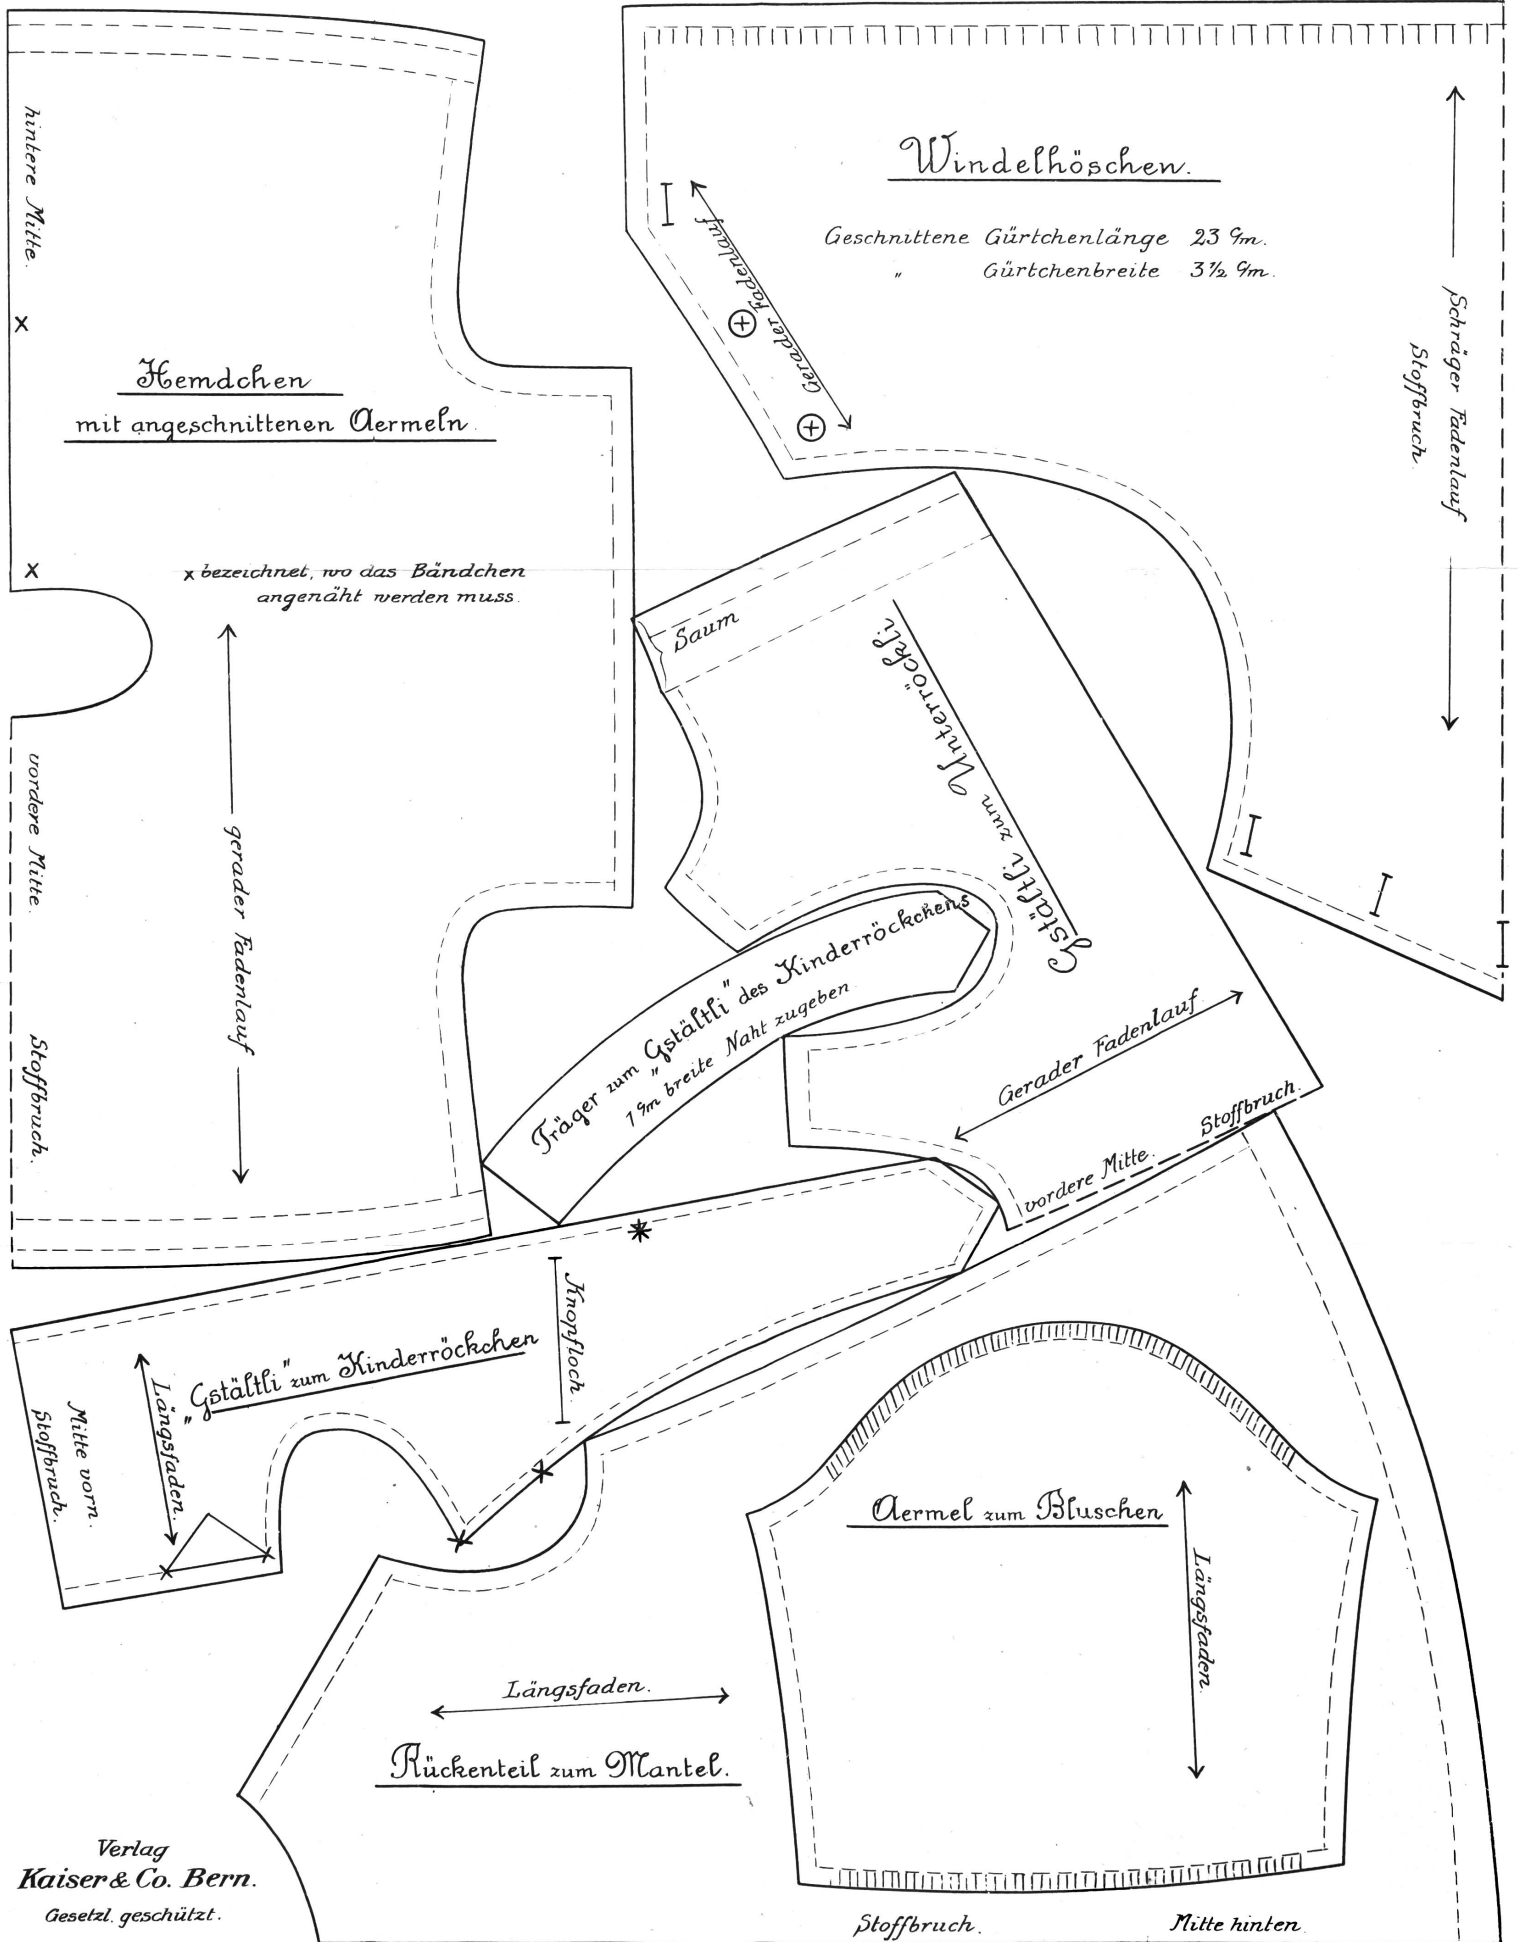 hintere Mitte.
x
Hemdchen
mit angeschnittenen Aermeln.
x
x bezeichnet, wo das Bändchen
angenäht werden muss.
gerader Fadenlauf
vordere Mitte.
Stoffbruch.
Windelhöschen.
Geschnittene Gürtchenlänge 23 cm.
" Gürtchenbreite 3 1/2 cm.
Gerader Fadenlauf
Schräger Fadenlauf
Stoffbruch
Saum
Gstältli zum Unterröckli
Gerader Fadenlauf
vordere Mitte. Stoffbruch.
Träger zum "Gstältli" des Kinderröckchens
1 cm breite Naht zugeben.
"Gstältli" zum Kinderröckchen
Knopfloch
Längsfaden.
Mitte vorn.
Stoffbruch.
Aermel zum Bluschen
Längsfaden.
Längsfaden.
Rückenteil zum Mantel.
Stoffbruch. Mitte hinten
Verlag
Kaiser & Co. Bern.
Gesetzl. geschützt.